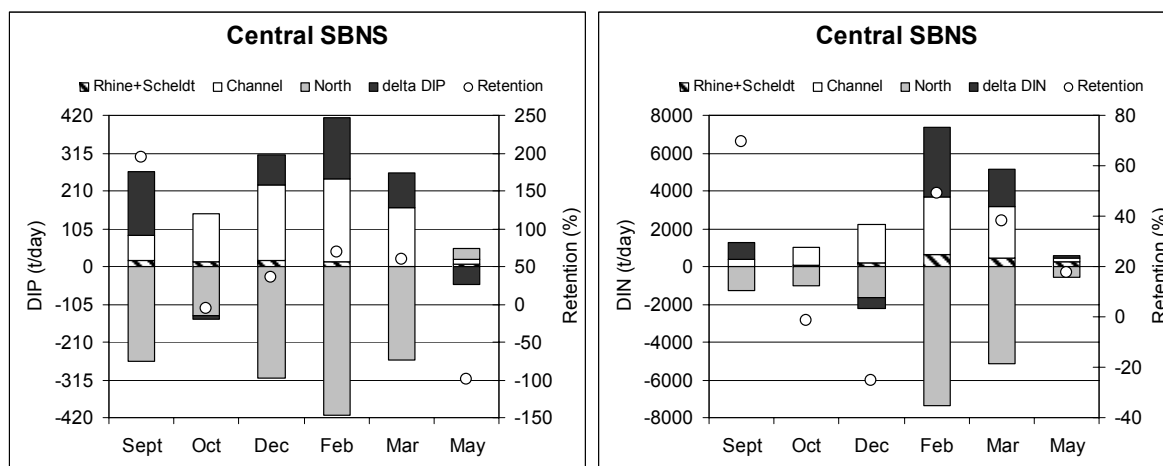 Central SBNS
Rhine+Scheldt Channel North delta DIP Retention
420 250
315 200
210 150
105 100
0 50
-105 0
-210 -50
-315 -100
-420 -150
DIP (t/day)
Retention (%)
Sept Oct Dec Feb Mar May
Central SBNS
Rhine+Scheldt Channel North delta DIN Retention
8000 80
6000
4000 60
2000 40
0 20
-2000 0
-4000
-6000 -20
-8000 -40
DIN (t/day)
Retention (%)
Sept Oct Dec Feb Mar May